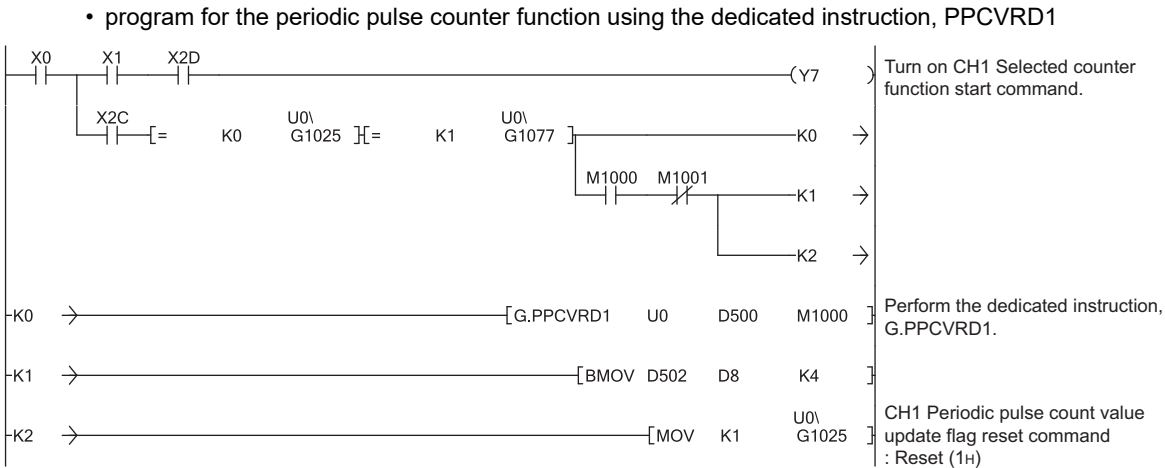 • program for the periodic pulse counter function using the dedicated instruction, PPCVRD1
X0 X1 X2D
Y7
Turn on CH1 Selected counter
function start command.
X2C U0\ U0\
= K0 G1025 = K1 G1077 K0
M1000 M1001
K1
K2
K0 G.PPCVRD1 U0 D500 M1000
Perform the dedicated instruction,
G.PPCVRD1.
K1 BMOV D502 D8 K4
U0\
K2 MOV K1 G1025
CH1 Periodic pulse count value
update flag reset command
: Reset (1H)